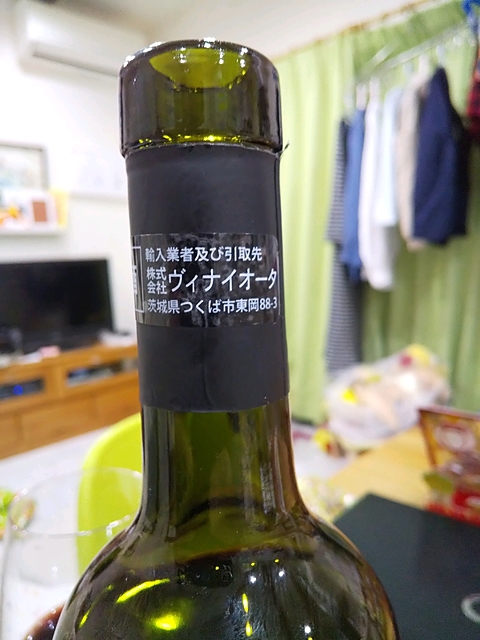 輸入業者及び引取先
株式会社ヴィナイオータ
茨城県つくば市東岡88-3